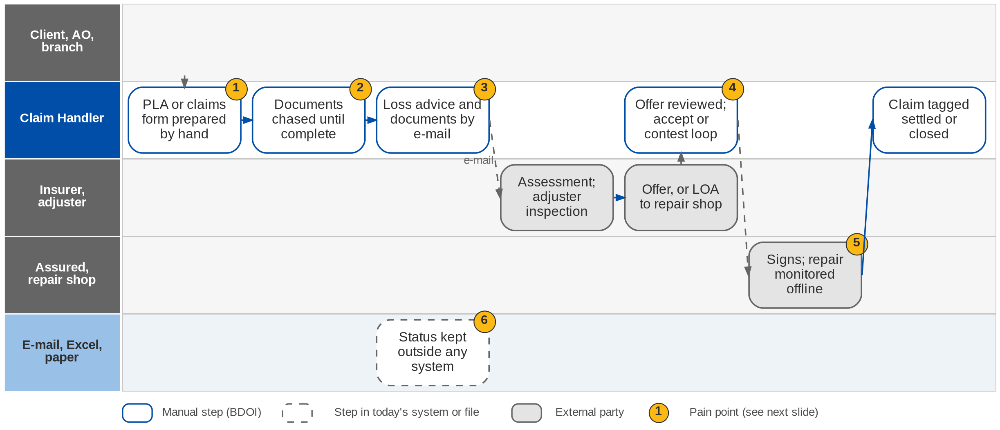 Client, AO,
branch
Claim Handler
1
PLA or claims
form prepared
by hand
2
Documents
chased until
complete
3
Loss advice and
documents by
e-mail
4
Offer reviewed;
accept or
contest loop
Claim tagged
settled or
closed
e-mail
Insurer,
adjuster
Assessment;
adjuster
inspection
Offer, or LOA
to repair shop
Assured,
repair shop
5
Signs; repair
monitored
offline
E-mail, Excel,
paper
6
Status kept
outside any
system
Manual step (BDOI)
Step in today's system or file
External party
1
Pain point (see next slide)